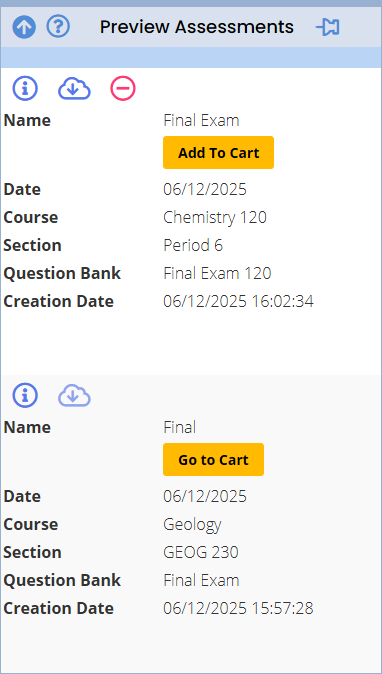 Preview Assessments
Name Final Exam
Add To Cart
Date 06/12/2025
Course Chemistry 120
Section Period 6
Question Bank Final Exam 120
Creation Date 06/12/2025 16:02:34
Name Final
Go to Cart
Date 06/12/2025
Course Geology
Section GEOG 230
Question Bank Final Exam
Creation Date 06/12/2025 15:57:28